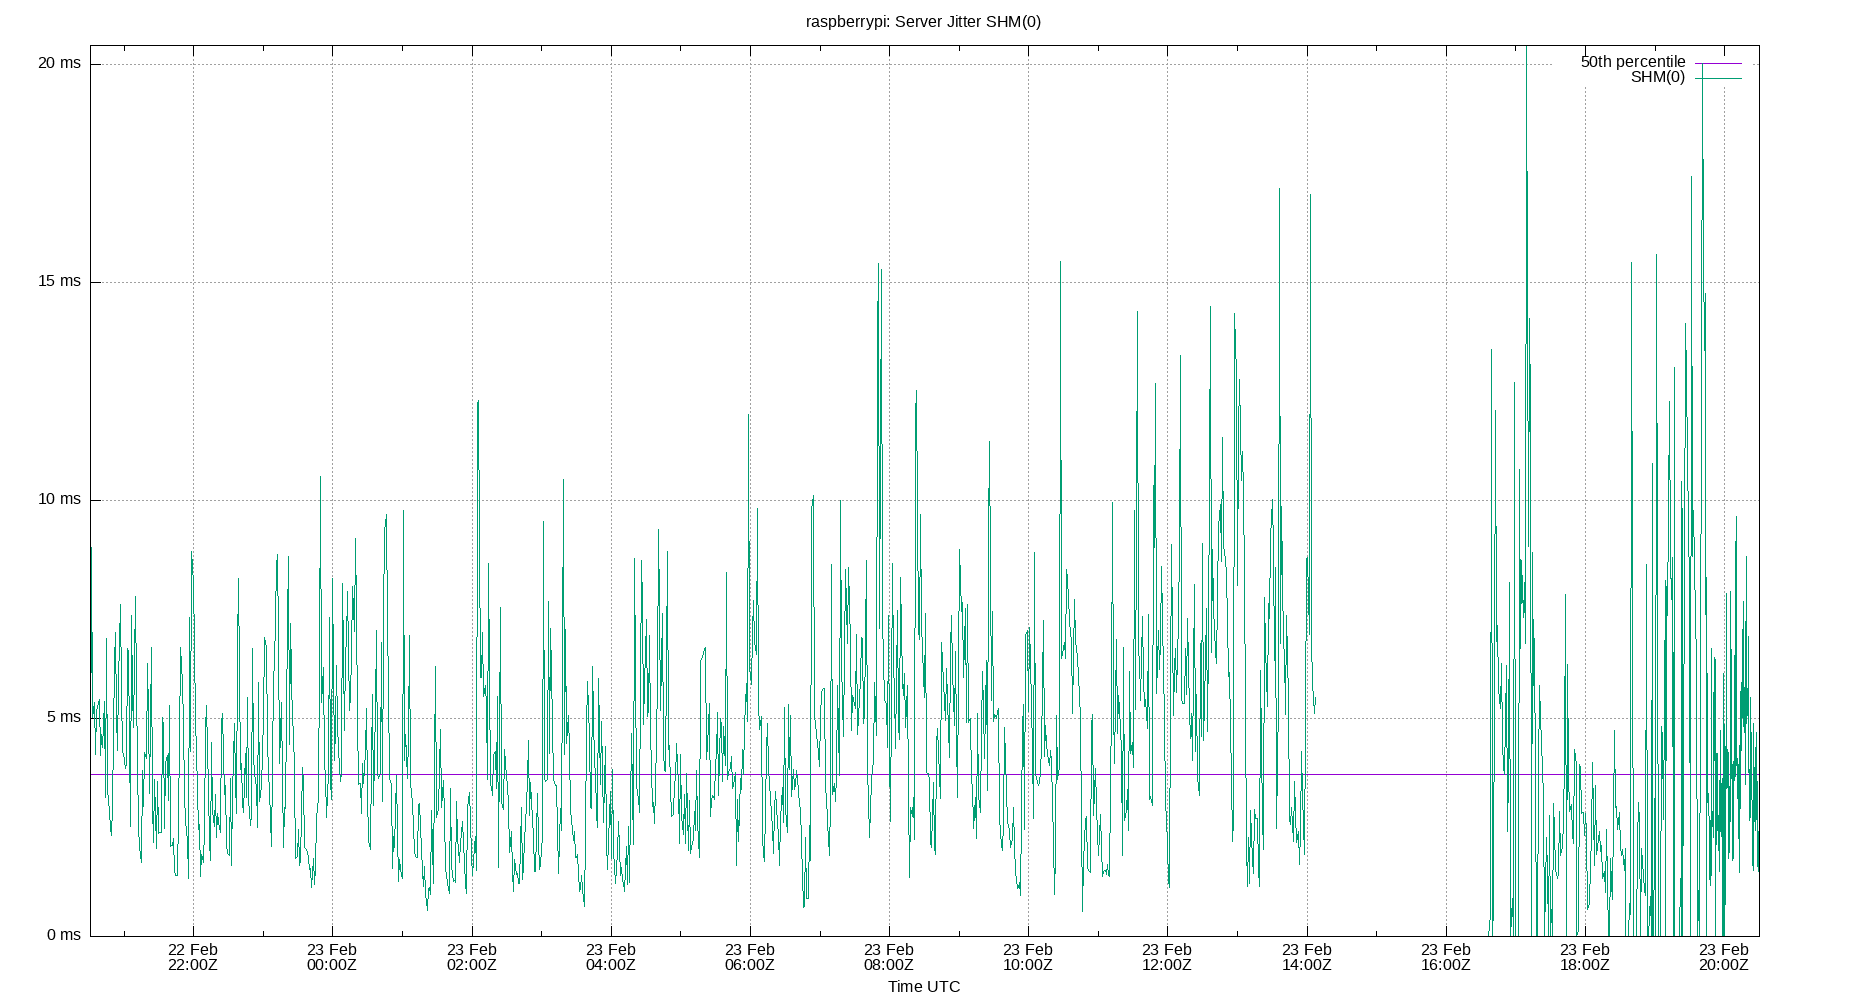 raspberrypi: Server Jitter SHM(0)
20 ms
15 ms
10 ms
5 ms
0 ms
50th percentile
SHM(0)
22 Feb 23 Feb 23 Feb 23 Feb 23 Feb 23 Feb 23 Feb 23 Feb 23 Feb 23 Feb 23 Feb 23 Feb
22:00Z 00:00Z 02:00Z 04:00Z 06:00Z 08:00Z 10:00Z 12:00Z 14:00Z 16:00Z 18:00Z 20:00Z
Time UTC